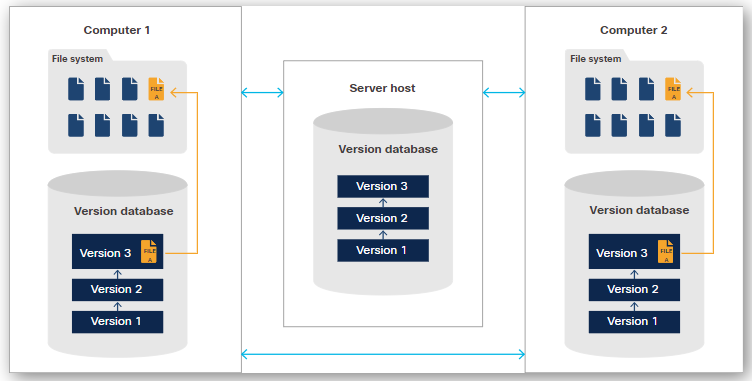 Computer 1
File system
FILE
A
Version database
Version 3
FILE
A
Version 2
Version 1
Server host
Version database
Version 3
Version 2
Version 1
Computer 2
File system
FILE
A
Version database
Version 3
FILE
A
Version 2
Version 1